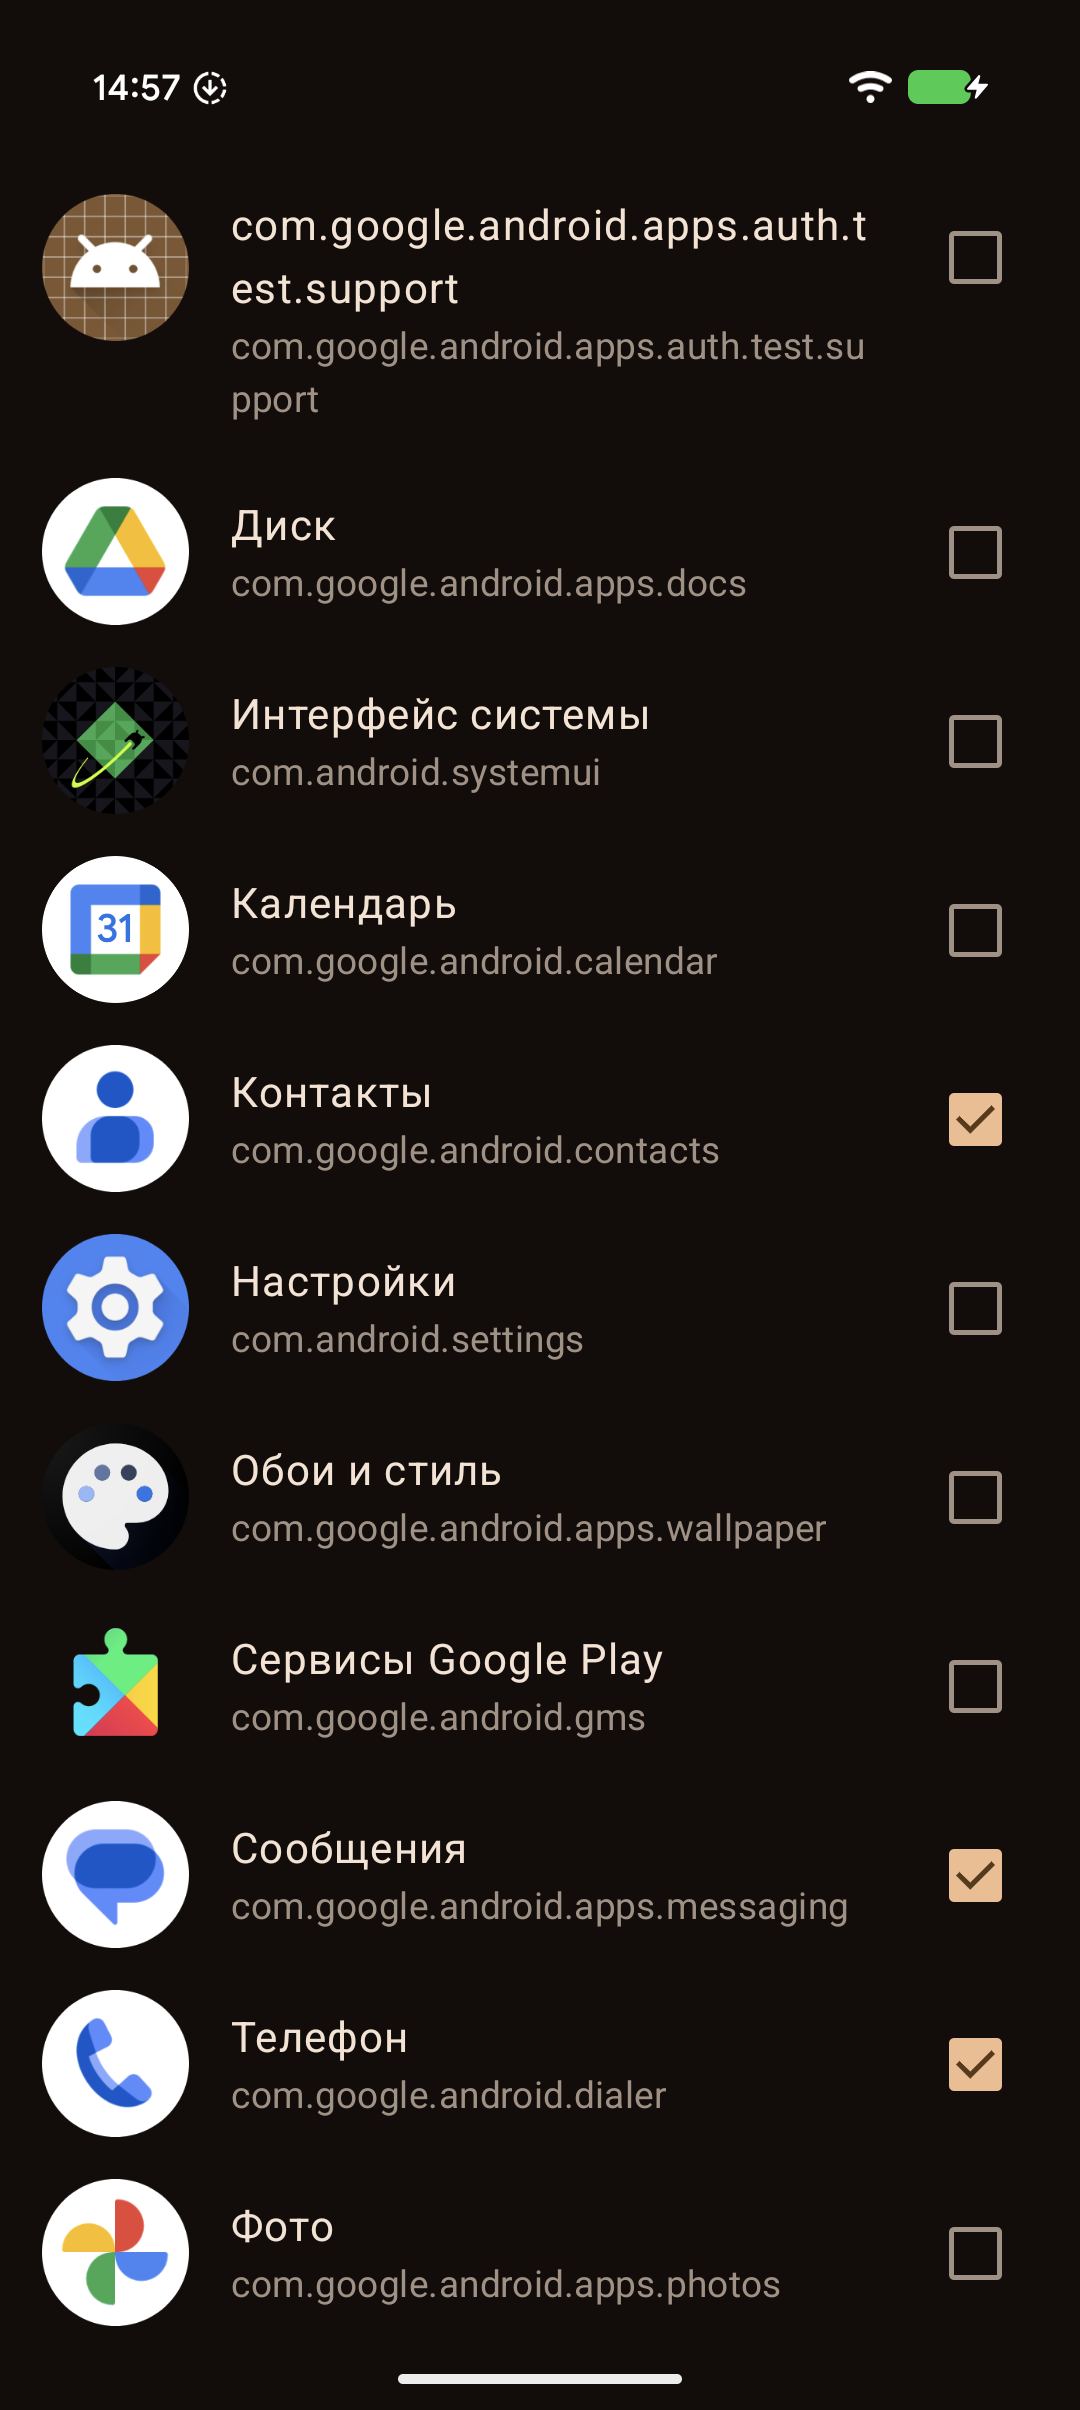 14:57
com.google.android.apps.auth.t
est.support
com.google.android.apps.auth.test.su
pport
Диск
com.google.android.apps.docs
Интерфейс системы
com.android.systemui
31
Календарь
com.google.android.calendar
Контакты
com.google.android.contacts
Настройки
com.android.settings
Обои и стиль
com.google.android.apps.wallpaper
Сервисы Google Play
com.google.android.gms
Сообщения
com.google.android.apps.messaging
Телефон
com.google.android.dialer
Фото
com.google.android.apps.photos